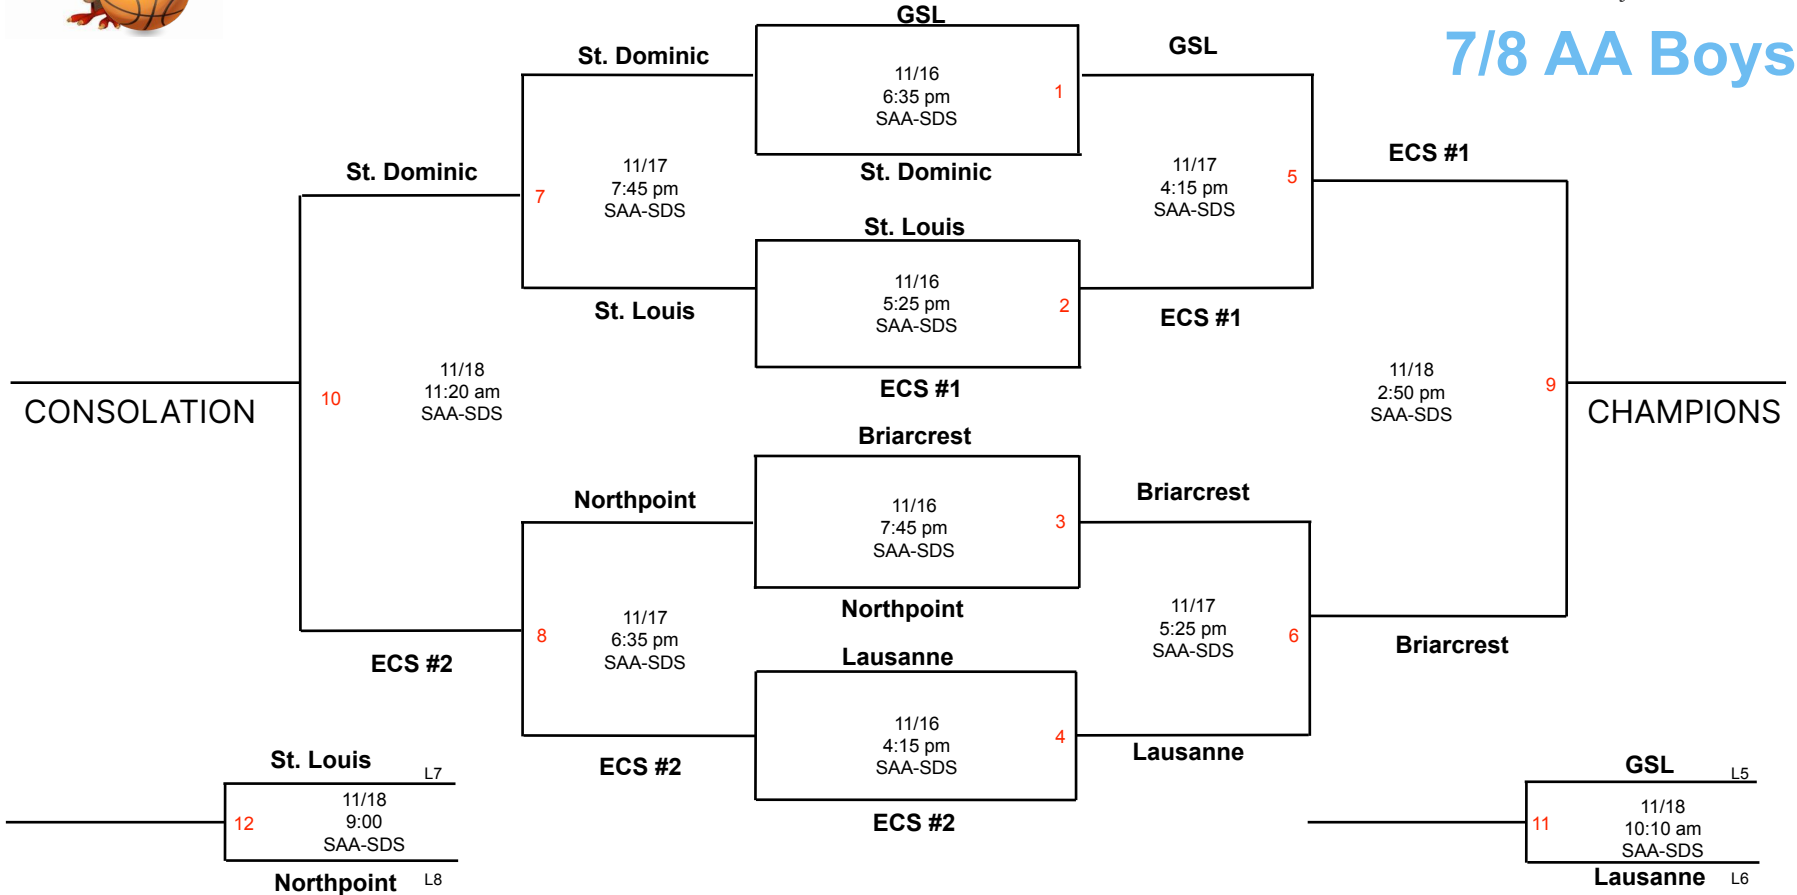 GSL
7/8 AA Boys
St. Dominic
GSL
11/16
6:35 pm
SAA-SDS
1
St. Dominic
ECS #1
St. Dominic
11/17
7:45 pm
SAA-SDS
7
11/17
4:15 pm
SAA-SDS
5
St. Louis
St. Louis
11/16
5:25 pm
SAA-SDS
2
ECS #1
ECS #1
CONSOLATION
10
11/18
11:20 am
SAA-SDS
11/18
2:50 pm
SAA-SDS
9
CHAMPIONS
Briarcrest
Northpoint
11/16
7:45 pm
SAA-SDS
3
Briarcrest
Northpoint
8
11/17
6:35 pm
SAA-SDS
11/17
5:25 pm
SAA-SDS
6
ECS #2
Briarcrest
Lausanne
ECS #2
11/16
4:15 pm
SAA-SDS
4
Lausanne
ECS #2
St. Louis L7
12
11/18
9:00
SAA-SDS
Northpoint L8
GSL L5
11
11/18
10:10 am
SAA-SDS
Lausanne L6